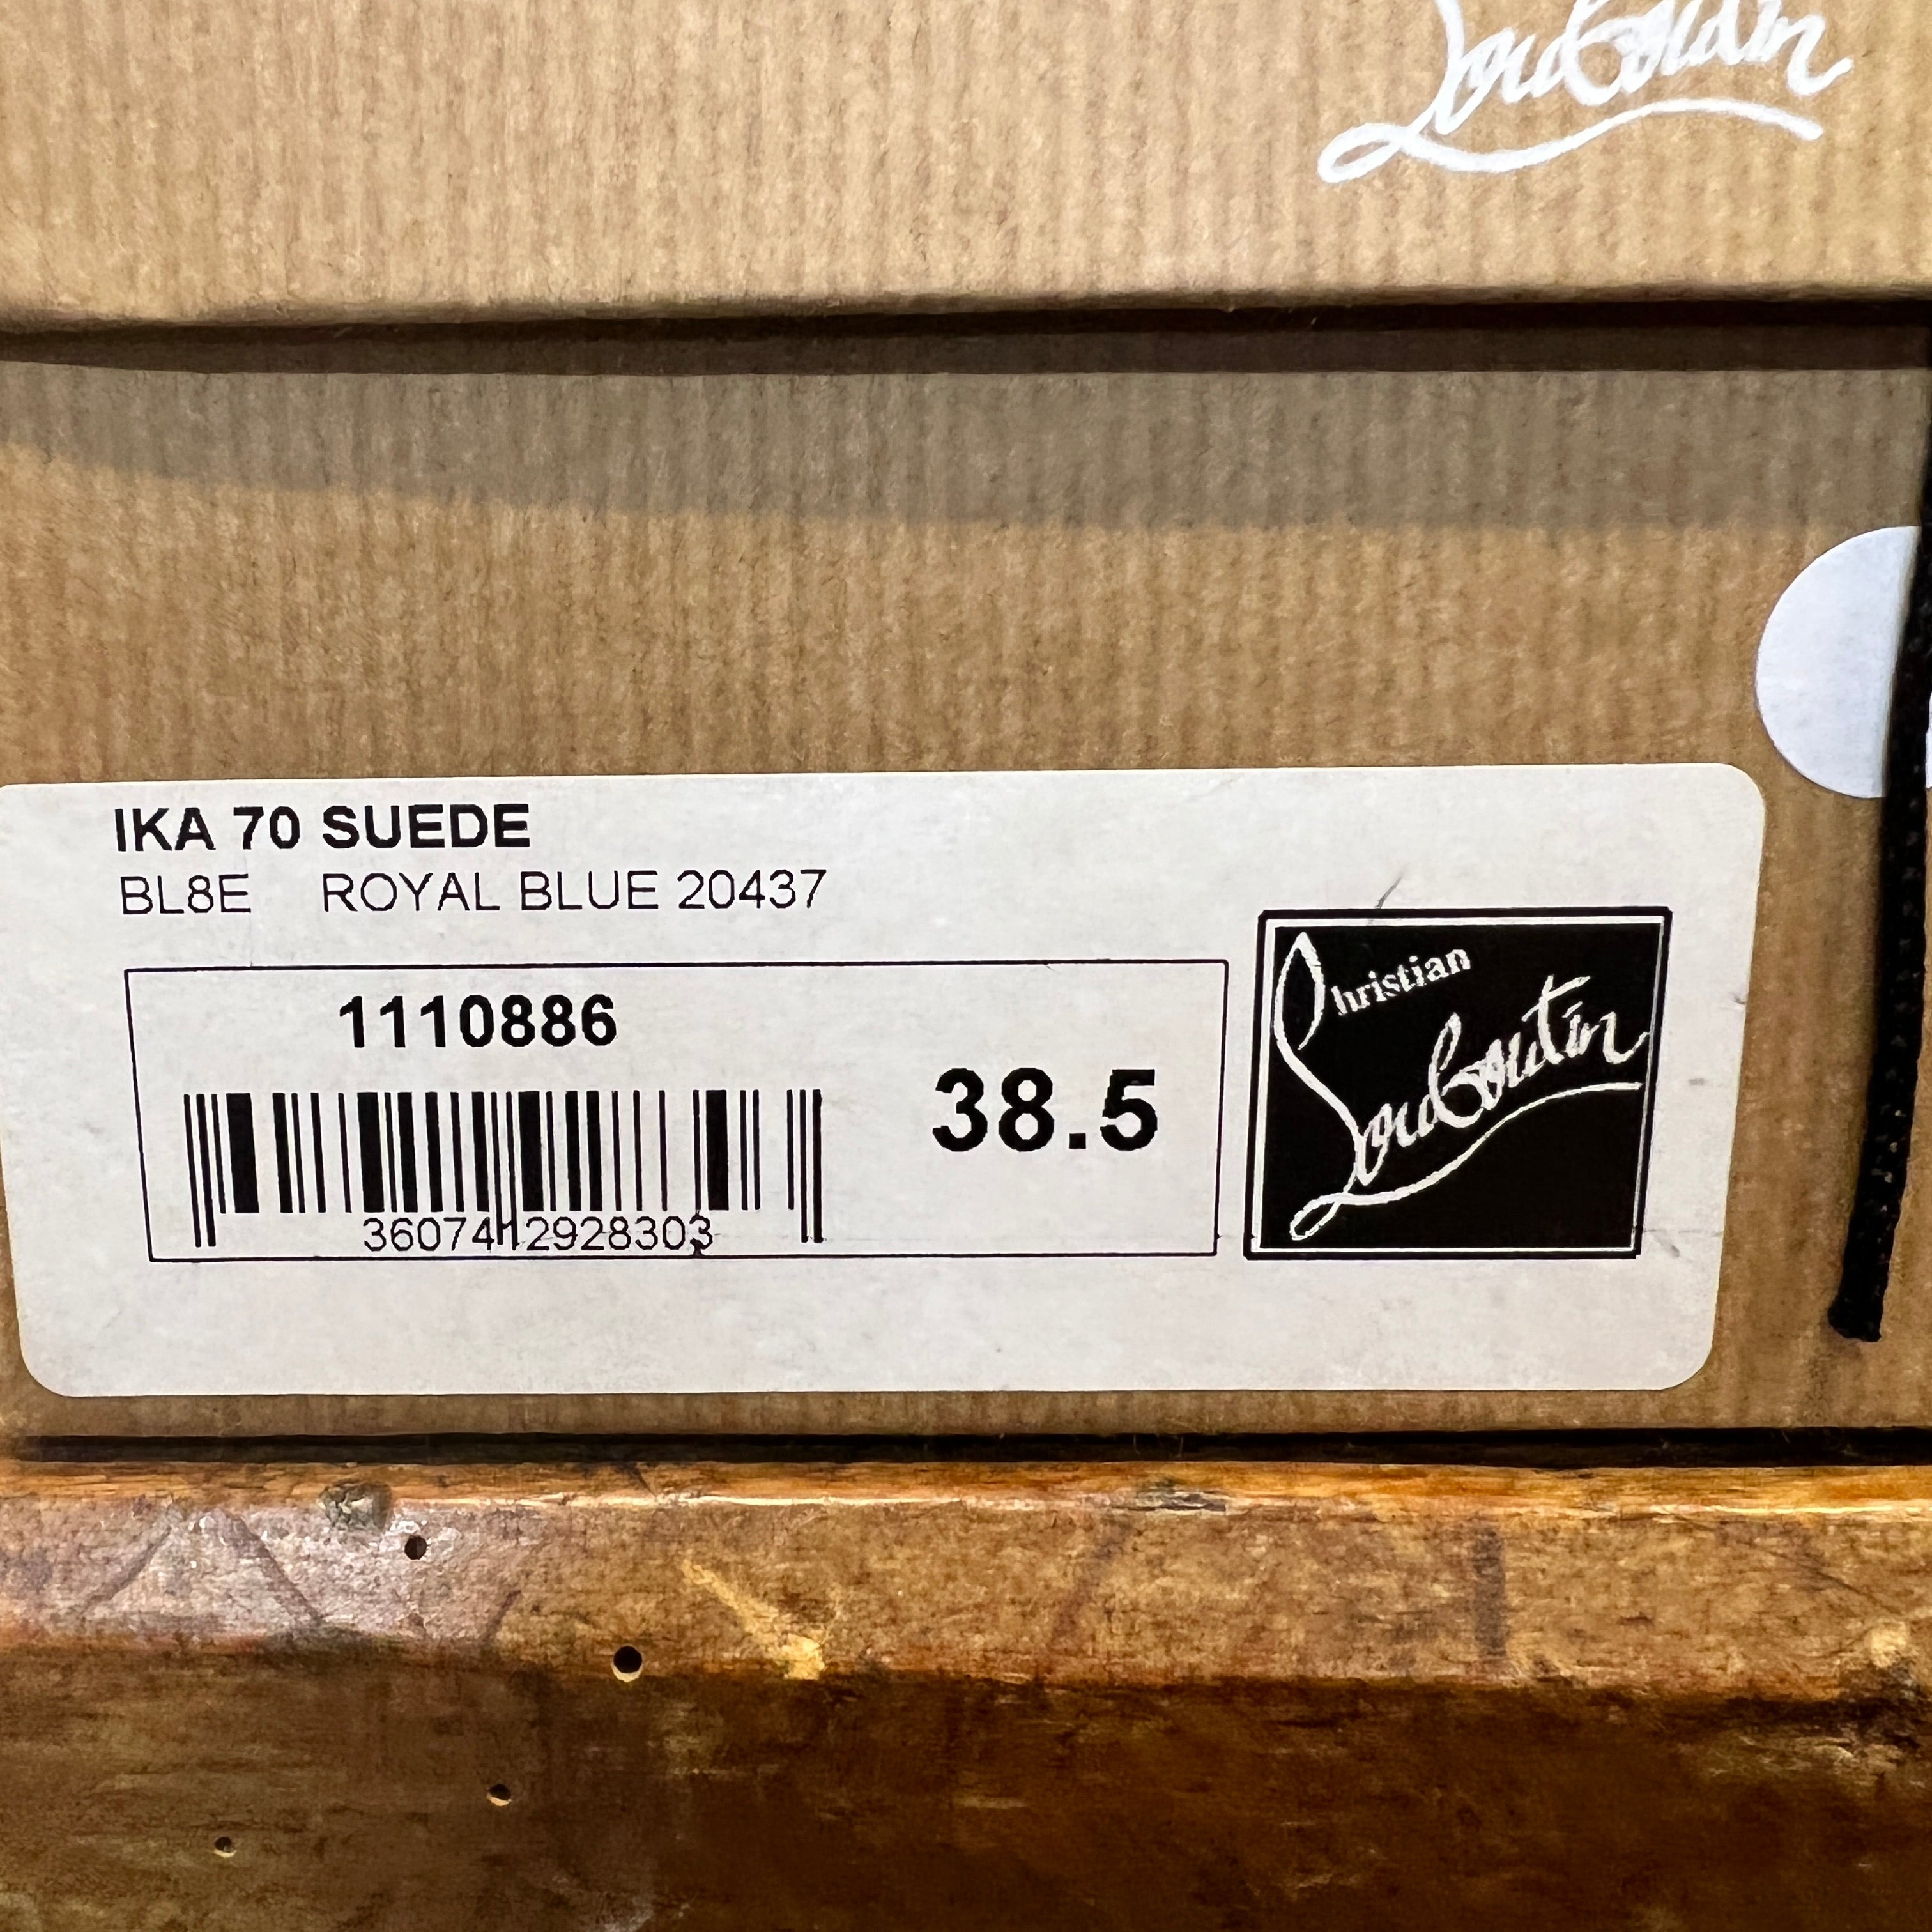 Louboutin
IKA 70 SUEDE
BL8E ROYAL BLUE 20437
1110886
38.5
3607412928303
Christian
Louboutin